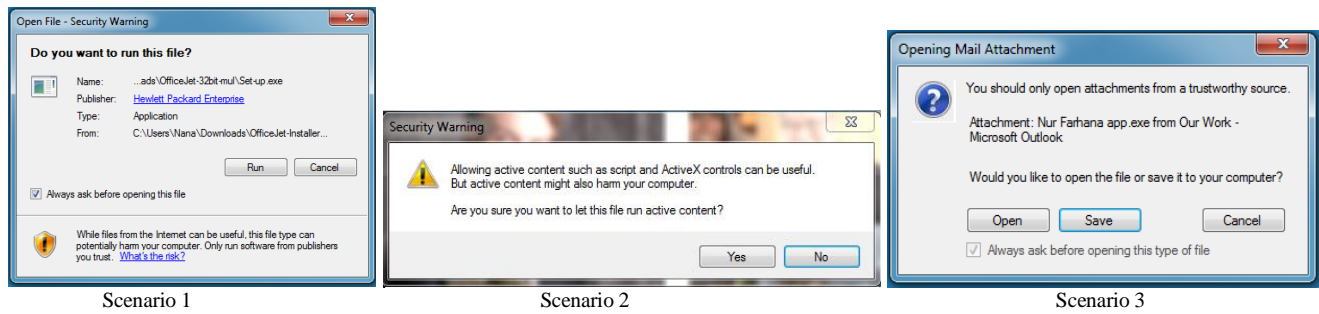 Open File - Security Warning
Do you want to run this file?
Name: ...ads\OfficeJet-32bit-mul\Set-up.exe
Publisher: Hewlett Packard Enterprise
Type: Application
From: C:\Users\Nana\Downloads\OfficeJet-Installer...
Run Cancel
Always ask before opening this file
While files from the Internet can be useful, this file type can
potentially harm your computer. Only run software from publishers
you trust. What's the risk?
Scenario 1
Security Warning
Allowing active content such as script and ActiveX controls can be useful.
But active content might also harm your computer.
Are you sure you want to let this file run active content?
Yes No
Scenario 2
Opening Mail Attachment
You should only open attachments from a trustworthy source.
Attachment: Nur Farhana app.exe from Our Work -
Microsoft Outlook
Would you like to open the file or save it to your computer?
Open Save Cancel
Always ask before opening this type of file
Scenario 3